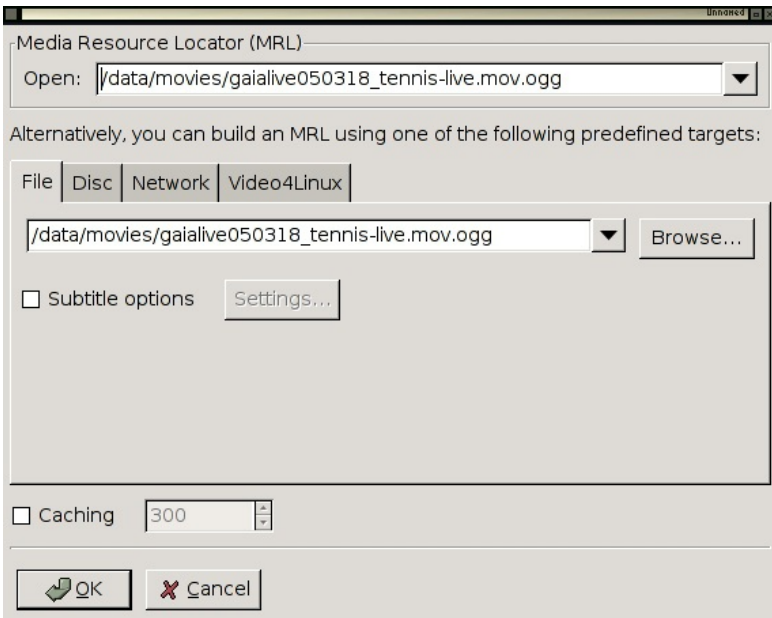 Unnamed
Media Resource Locator (MRL)
Open: /data/movies/gaialive050318_tennis-live.mov.ogg
Alternatively, you can build an MRL using one of the following predefined targets:
File Disc Network Video4Linux
/data/movies/gaialive050318_tennis-live.mov.ogg Browse...
Subtitle options Settings...
Caching 300
OK Cancel